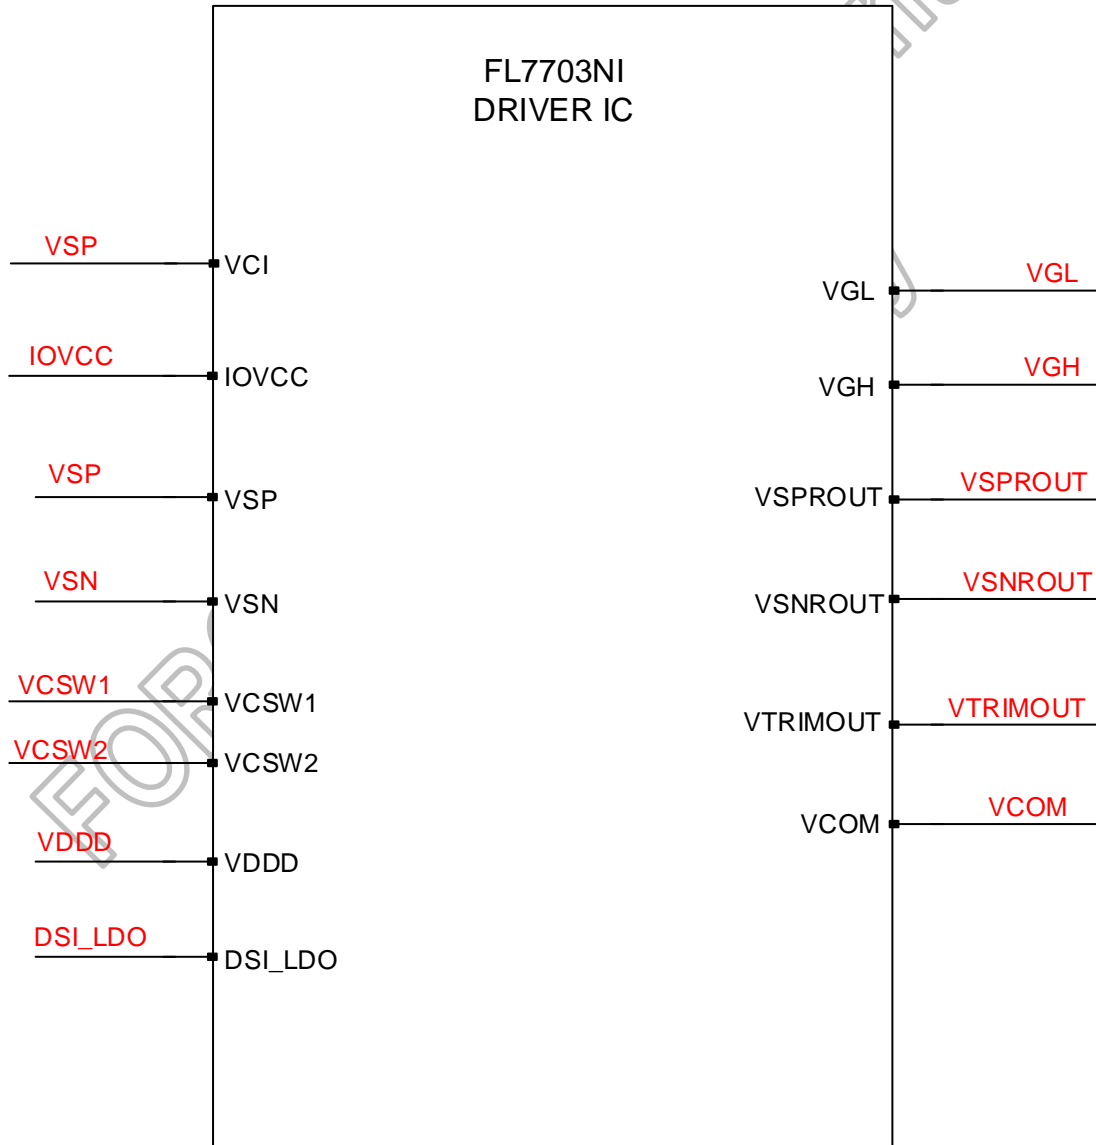 FL7703NI
DRIVER IC
VSP
VCI
IOVCC
IOVCC
VSP
VSP
VSN
VSN
VCSW1
VCSW1
VCSW2
VCSW2
VDDD
VDDD
DSI_LDO
DSI_LDO
VGL
VGL
VGH
VGH
VSPROUT
VSPROUT
VSNROUT
VSNROUT
VTRIMOUT
VTRIMOUT
VCOM
VCOM